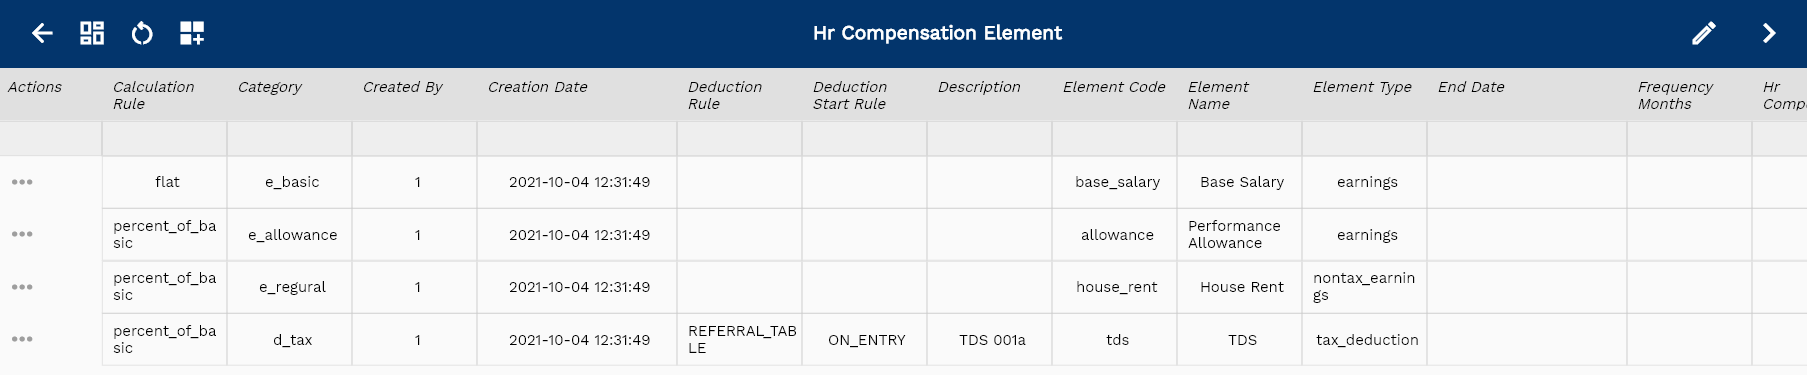 Hr Compensation Element
Actions Calculation Rule Category Created By Creation Date Deduction Rule Deduction Start Rule Description Element Code Element Name Element Type End Date Frequency Months Hr
flat e_basic 1 2021-10-04 12:31:49 base_salary Base Salary earnings
percent_of_basic e_allowance 1 2021-10-04 12:31:49 allowance Performance Allowance earnings
percent_of_basic e_regural 1 2021-10-04 12:31:49 house_rent House Rent nontax_earnings
percent_of_basic d_tax 1 2021-10-04 12:31:49 REFERRAL_TABLE ON_ENTRY TDS 001a tds TDS tax_deduction